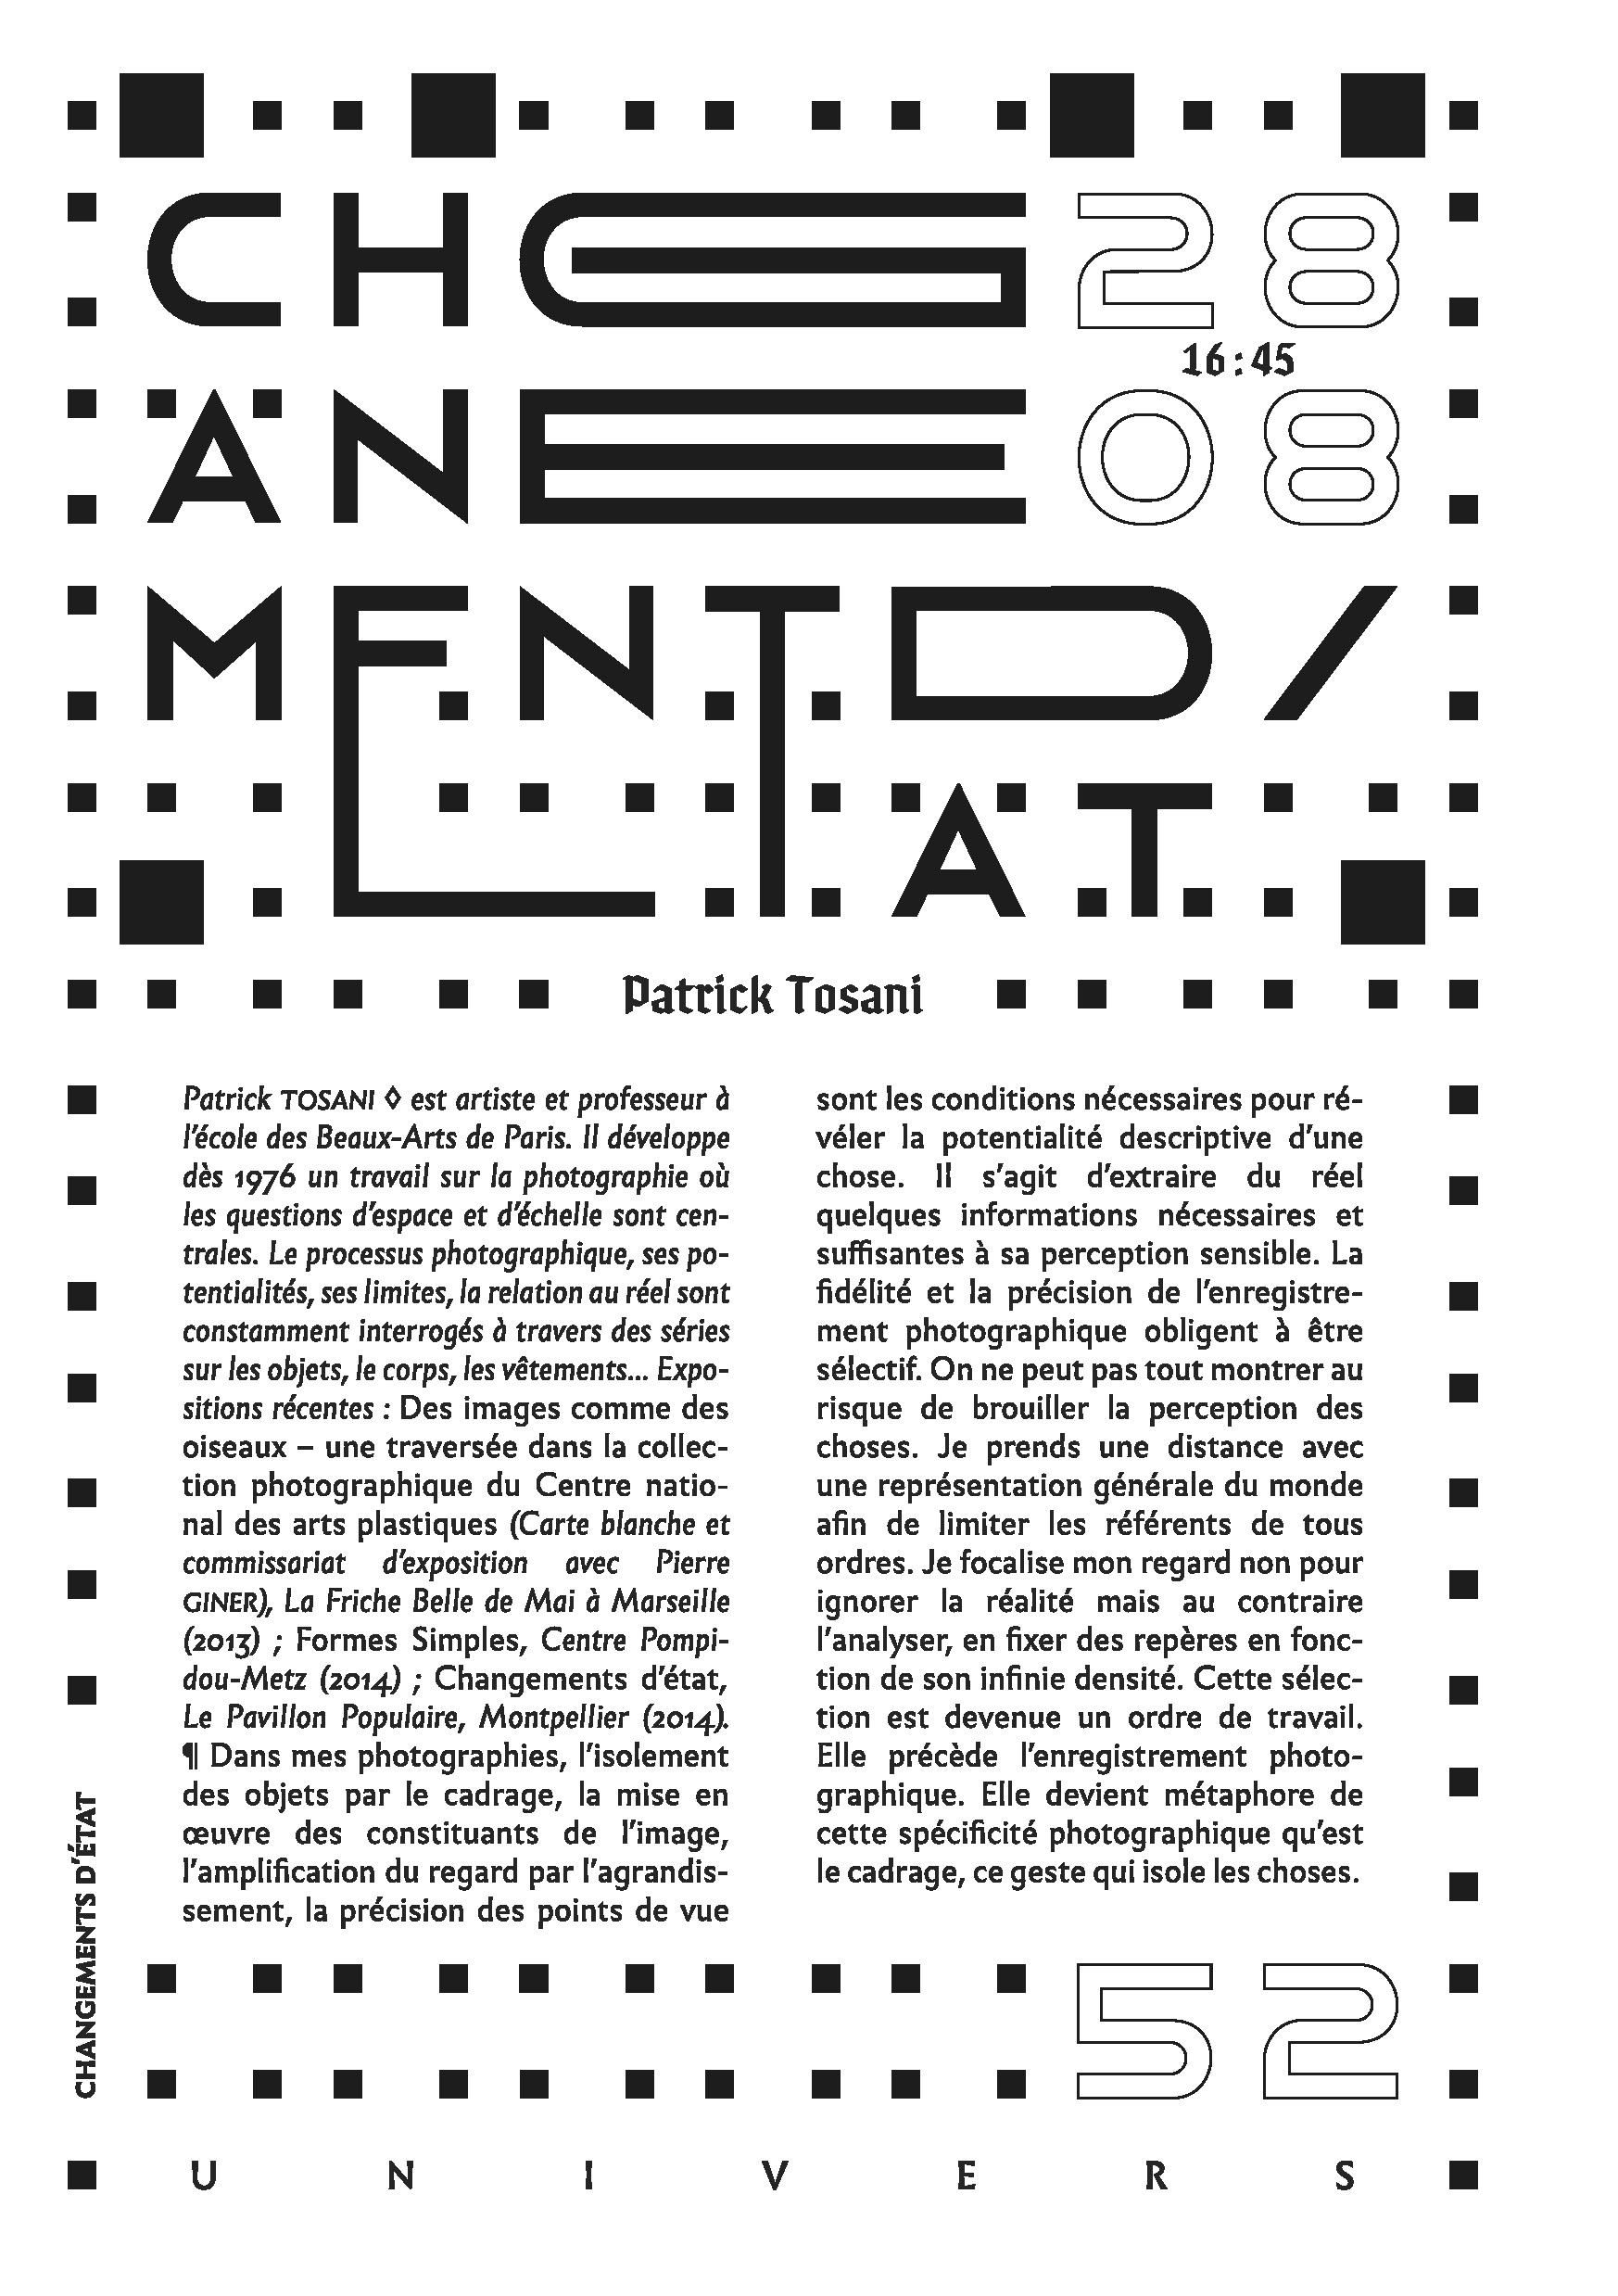 CHG 28
16:45
ANE 08
MENTD/
AT
Patrick Tosani
Patrick TOSANI ◊ est artiste et professeur à
l'école des Beaux-Arts de Paris. Il développe
dès 1976 un travail sur la photographie où
les questions d'espace et d'échelle sont cen-
trales. Le processus photographique, ses po-
tentialités, ses limites, la relation au réel sont
constamment interrogés à travers des séries
sur les objets, le corps, les vêtements... Expo-
sitions récentes : Des images comme des
oiseaux – une traversée dans la collec-
tion photographique du Centre natio-
nal des arts plastiques (Carte blanche et
commissariat d'exposition avec Pierre
GINER), La Friche Belle de Mai à Marseille
(2013) ; Formes Simples, Centre Pompi-
dou-Metz (2014) ; Changements d'état,
Le Pavillon Populaire, Montpellier (2014).
¶ Dans mes photographies, l'isolement
des objets par le cadrage, la mise en
œuvre des constituants de l'image,
l'amplification du regard par l'agrandis-
sement, la précision des points de vue
sont les conditions nécessaires pour ré-
véler la potentialité descriptive d'une
chose. Il s'agit d'extraire du réel
quelques informations nécessaires et
suffisantes à sa perception sensible. La
fidélité et la précision de l'enregistre-
ment photographique obligent à être
sélectif. On ne peut pas tout montrer au
risque de brouiller la perception des
choses. Je prends une distance avec
une représentation générale du monde
afin de limiter les référents de tous
ordres. Je focalise mon regard non pour
ignorer la réalité mais au contraire
l'analyser, en fixer des repères en fonc-
tion de son infinie densité. Cette sélec-
tion est devenue un ordre de travail.
Elle précède l'enregistrement photo-
graphique. Elle devient métaphore de
cette spécificité photographique qu'est
le cadrage, ce geste qui isole les choses.
CHANGEMENTS D'ÉTAT
52
U N I V E R S